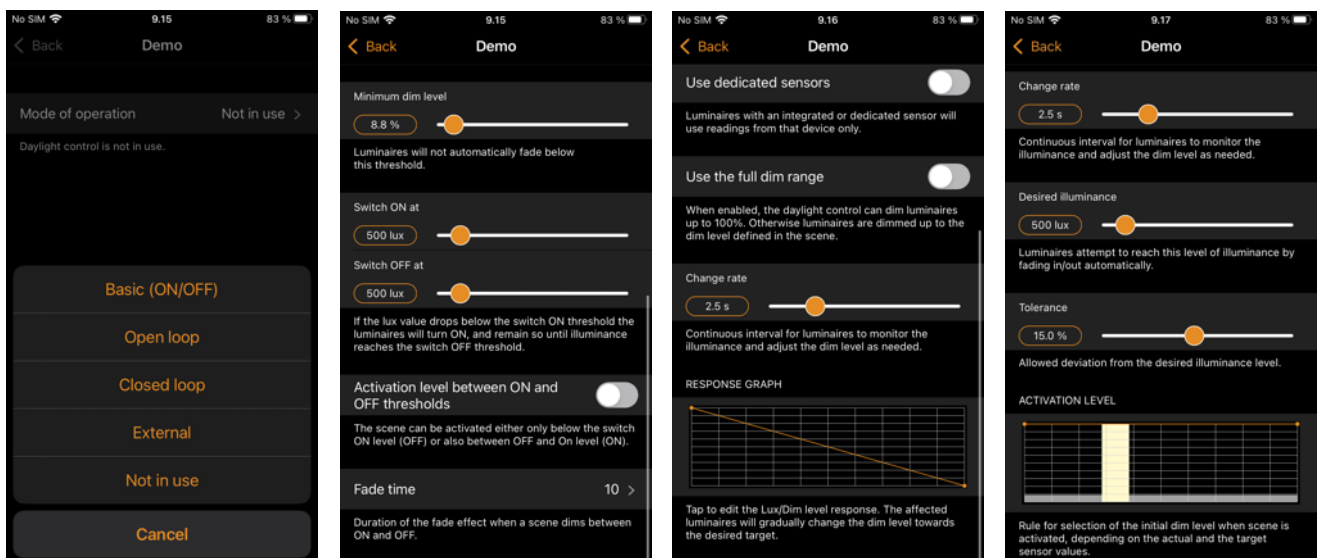 No SIM 9.15 83 %
Back Demo
Mode of operation Not in use
Daylight control is not in use.
Basic (ON/OFF)
Open loop
Closed loop
External
Not in use
Cancel
No SIM 9.15 83 %
Back Demo
Minimum dim level
8.8 %
Luminaires will not automatically fade below
this threshold.
Switch ON at
500 lux
Switch OFF at
500 lux
If the lux value drops below the switch ON threshold the
luminaires will turn ON, and remain so until illuminance
reaches the switch OFF threshold.
Activation level between ON and
OFF thresholds
The scene can be activated either only below the switch
ON level (OFF) or also between OFF and On level (ON).
Fade time 10
Duration of the fade effect when a scene dims between
ON and OFF.
No SIM 9.16 83 %
Back Demo
Use dedicated sensors
Luminaires with an integrated or dedicated sensor will
use readings from that device only.
Use the full dim range
When enabled, the daylight control can dim luminaires
up to 100%. Otherwise luminaires are dimmed up to the
dim level defined in the scene.
Change rate
2.5 s
Continuous interval for luminaires to monitor the
illuminance and adjust the dim level as needed.
RESPONSE GRAPH
Tap to edit the Lux/Dim level response. The affected
luminaires will gradually change the dim level towards
the desired target.
No SIM 9.17 83 %
Back Demo
Change rate
2.5 s
Continuous interval for luminaires to monitor the
illuminance and adjust the dim level as needed.
Desired illuminance
500 lux
Luminaires attempt to reach this level of illuminance by
fading in/out automatically.
Tolerance
15.0 %
Allowed deviation from the desired illuminance level.
ACTIVATION LEVEL
Rule for selection of the initial dim level when scene is
activated, depending on the actual and the target
sensor values.